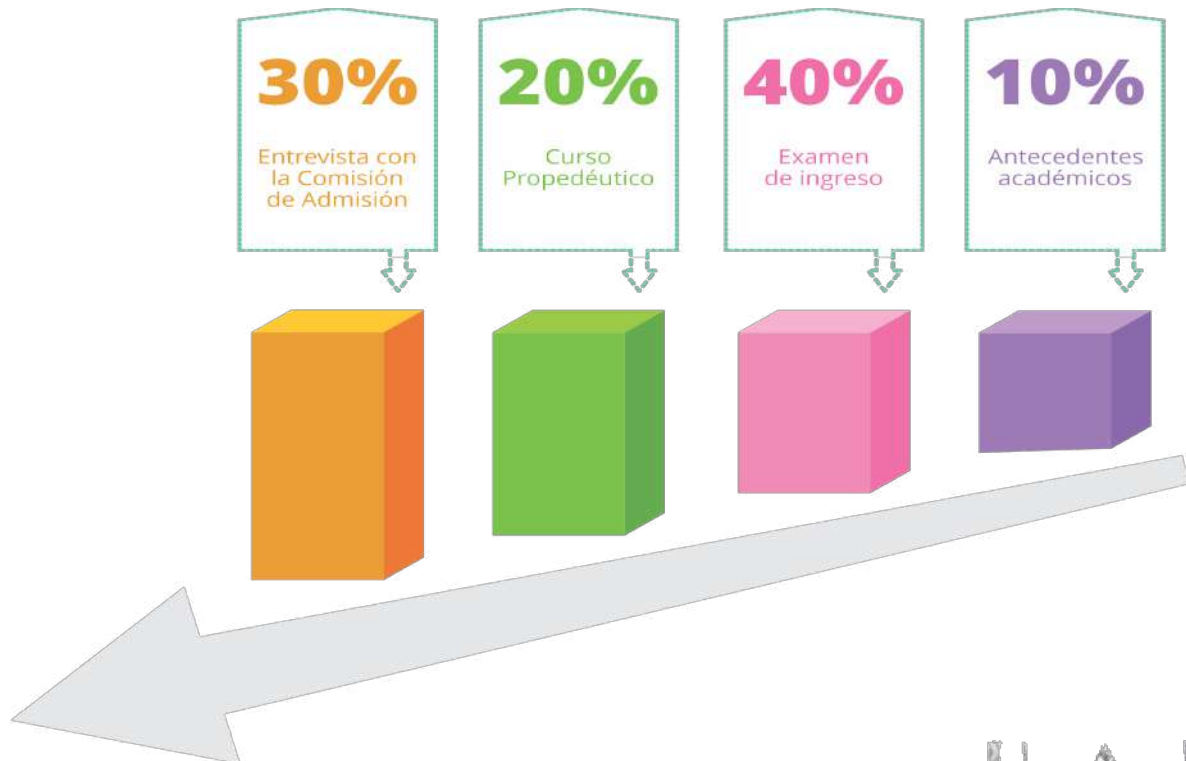 30%
Entrevista con
la Comisión
de Admisión
20%
Curso
Propedéutico
40%
Examen
de ingreso
10%
Antecedentes
académicos